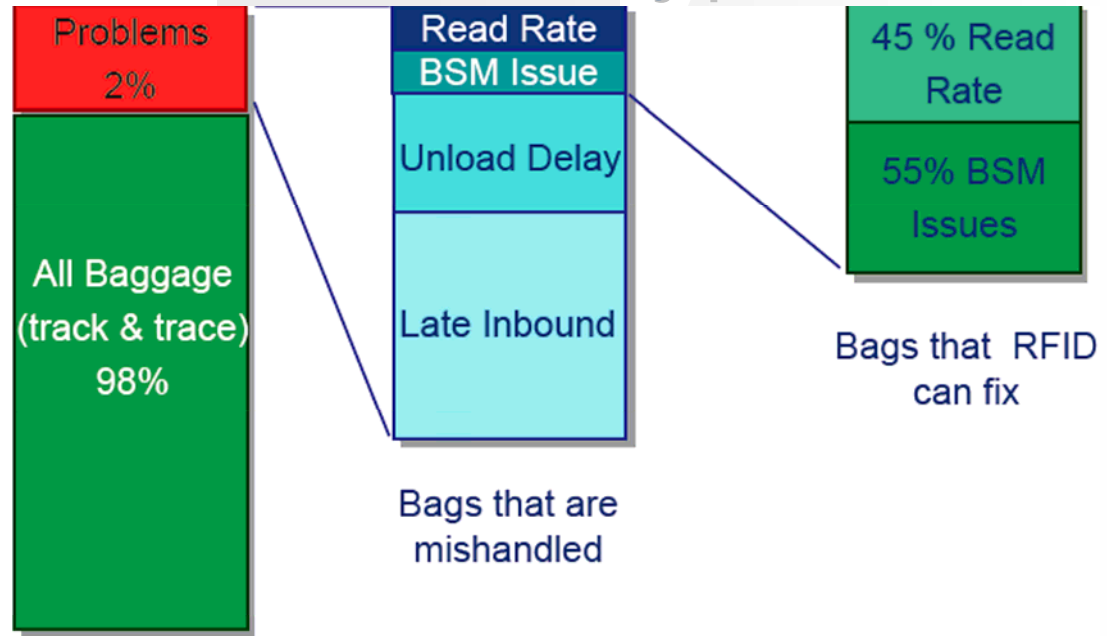 Problems
2%
All Baggage
(track & trace)
98%
Read Rate
BSM Issue
Unload Delay
Late Inbound
Bags that are
mishandled
45 % Read
Rate
55% BSM
Issues
Bags that RFID
can fix